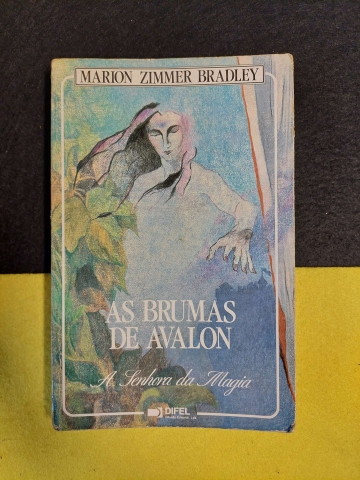 MARION ZIMMER BRADLEY
AS BRUMAS
DE AVALON
A Senhora da Magia
DIFEL